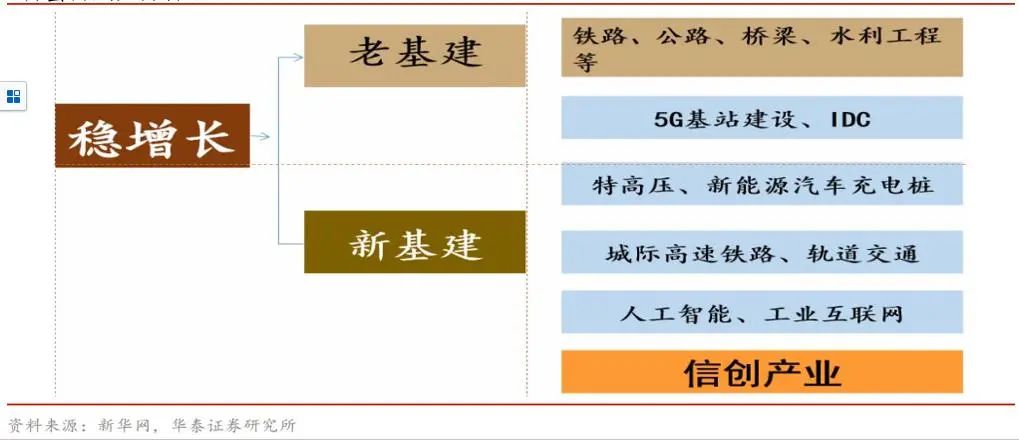 老基建
铁路、公路、桥梁、水利工程
等
5G基站建设、IDC
稳增长
特高压、新能源汽车充电桩
新基建
城际高速铁路、轨道交通
人工智能、工业互联网
信创产业
资料来源：新华网，华泰证券研究所